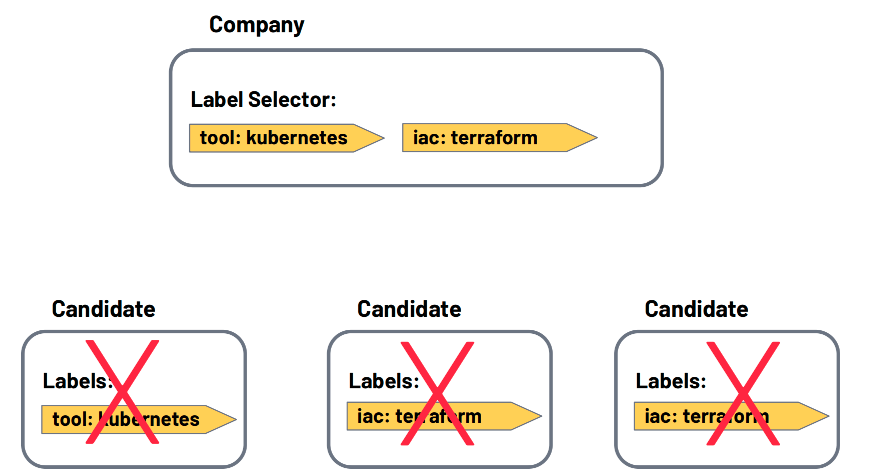 Company
Label Selector:
tool: kubernetes
iac: terraform
Candidate
Labels:
tool: kubernetes
Candidate
Labels:
iac: terraform
Candidate
Labels:
iac: terraform